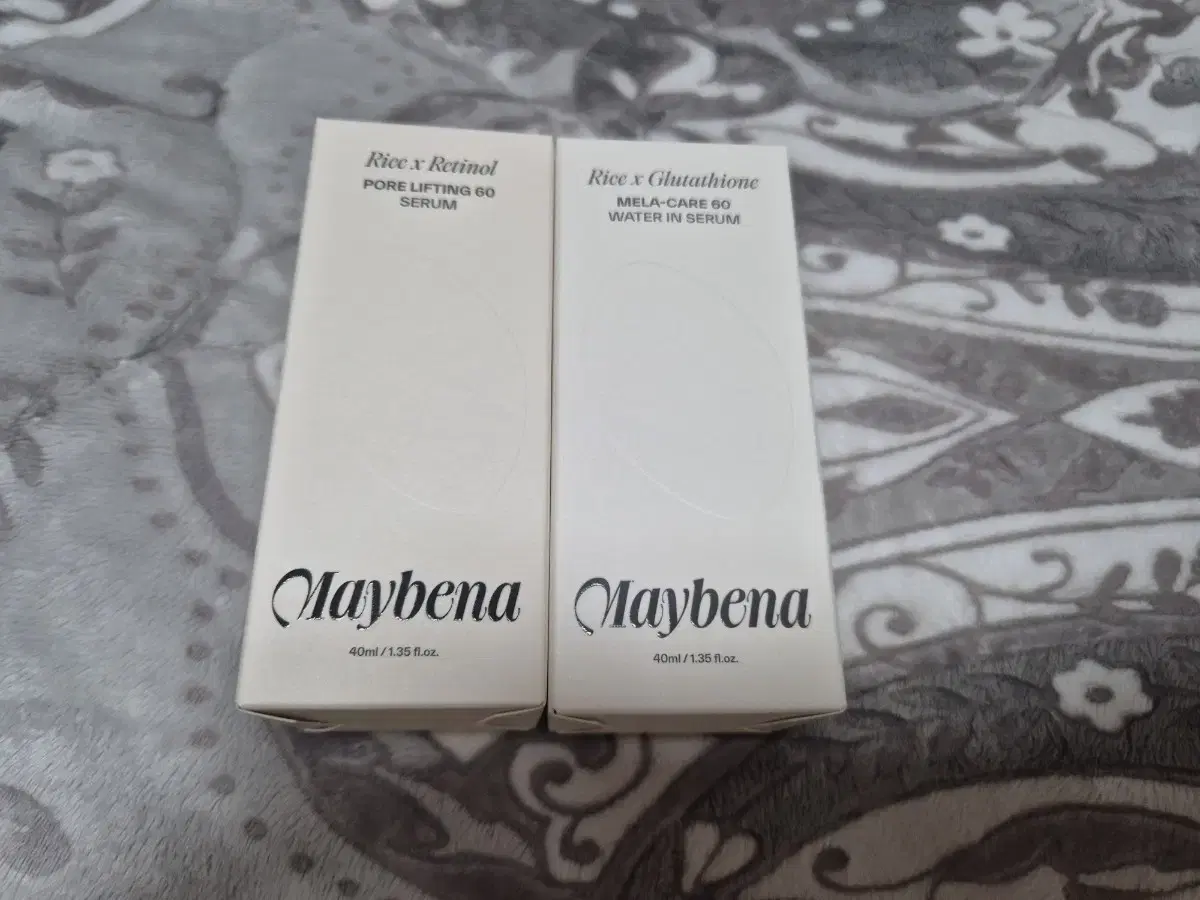 Rice x Retinol
PORE LIFTING 60
SERUM
Maybena
40ml / 1.35 fl.oz.
Rice x Glutathione
MELA-CARE 60
WATER IN SERUM
Maybena
40ml / 1.35 fl.oz.